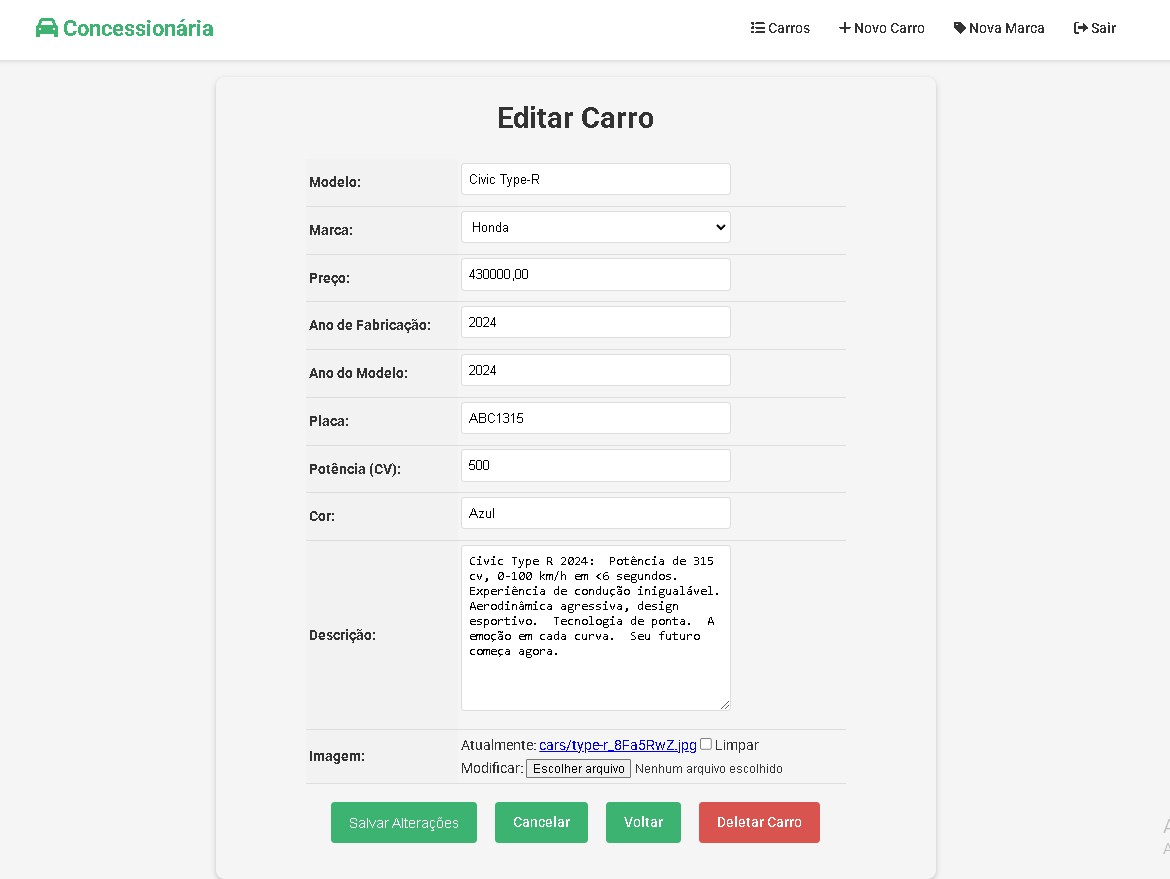 Concessionária
Carros
Novo Carro
Nova Marca
Sair
Editar Carro
Modelo: Civic Type-R
Marca: Honda
Preço: 430000,00
Ano de Fabricação: 2024
Ano do Modelo: 2024
Placa: ABC1315
Potência (CV): 500
Cor: Azul
Descrição:
Civic Type R 2024:  Potência de 315
cv, 0-100 km/h em <6 segundos.
Experiência de condução inigualável.
Aerodinâmica agressiva, design
esportivo.  Tecnologia de ponta.  A
emoção em cada curva.  Seu futuro
começa agora.
Imagem:
Atualmente: cars/type-r_8Fa5RwZ.jpg Limpar
Modificar: Escolher arquivo Nenhum arquivo escolhido
Salvar Alterações
Cancelar
Voltar
Deletar Carro